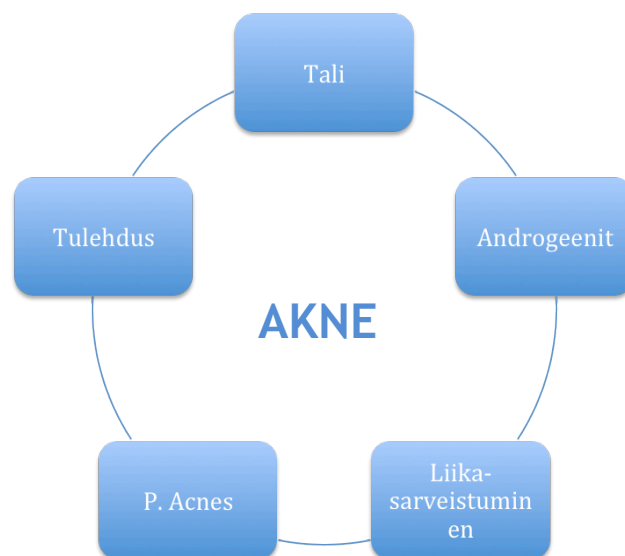 Tali
Androgeenit
Liika-
sarveistumin
en
P. Acnes
Tulehdus
AKNE